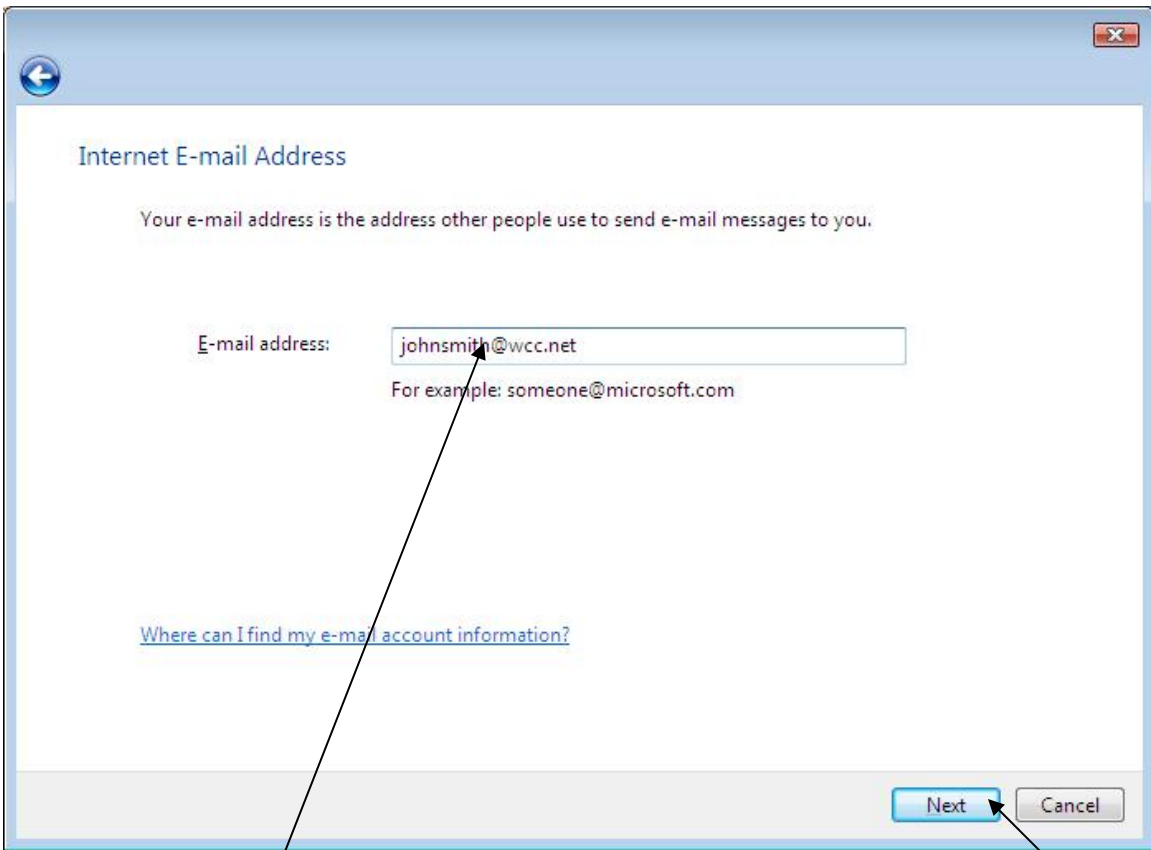 Internet E-mail Address
Your e-mail address is the address other people use to send e-mail messages to you.
E-mail address: johnsmith@wcc.net
For example: someone@microsoft.com
Where can I find my e-mail account information?
Next Cancel